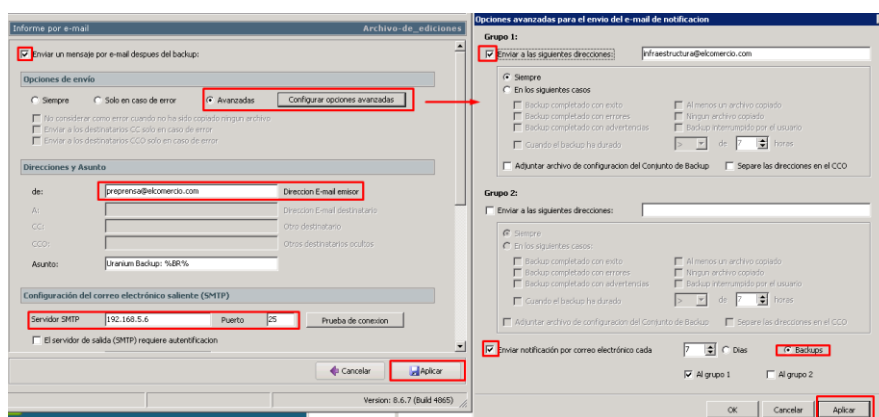 Informe por e-mail
Archivo-de_ediciones
Enviar un mensaje por e-mail despues del backup:
Opciones de envío
Siempre
Solo en caso de error
Avanzadas
Configurar opciones avanzadas
No considerar como error cuando no ha sido copiado ningun archivo
Enviar a los destinatarios CC solo en caso de error
Enviar a los destinatarios CCO solo en caso de error
Direcciones y Asunto
de:
preprensa@elcomercio.com
Direccion E-mail emisor
A:
Direccion E-mail destinatario
CC:
Otro destinatario
CCO:
Otros destinatarios ocultos
Asunto:
Uranium Backup: %BR%
Configuración del correo electrónico saliente (SMTP)
Servidor SMTP
192.168.5.6
Puerto
25
Prueba de conexion
El servidor de salida (SMTP) requiere autentificacion
Cancelar
Aplicar
Version: 8.6.7 (Build 4865)
Opciones avanzadas para el envio del e-mail de notificacion
Grupo 1:
Enviar a las siguientes direcciones:
infraestructura@elcomercio.com
Siempre
En los siguientes casos
Backup completado con exito
Al menos un archivo copiado
Backup completado con errores
Ningun archivo copiado
Backup completado con advertencias
Backup interrumpido por el usuario
Cuando el backup ha durado
>
de
7
horas
Adjuntar archivo de configuracion del Conjunto de Backup
Separe las direcciones en el CCO
Grupo 2:
Enviar a las siguientes direcciones:
Siempre
En los siguientes casos:
Backup completado con exito
Al menos un archivo copiado
Backup completado con errores
Ningun archivo copiado
Backup completado con advertencias
Backup interrumpido por el usuario
Cuando el backup ha durado
>
de
7
horas
Adjuntar archivo de configuracion del Conjunto de Backup
Separe las direcciones en el CCO
Enviar notificación por correo electrónico cada
7
Dias
Backups
Al grupo 1
Al grupo 2
OK
Cancelar
Aplicar